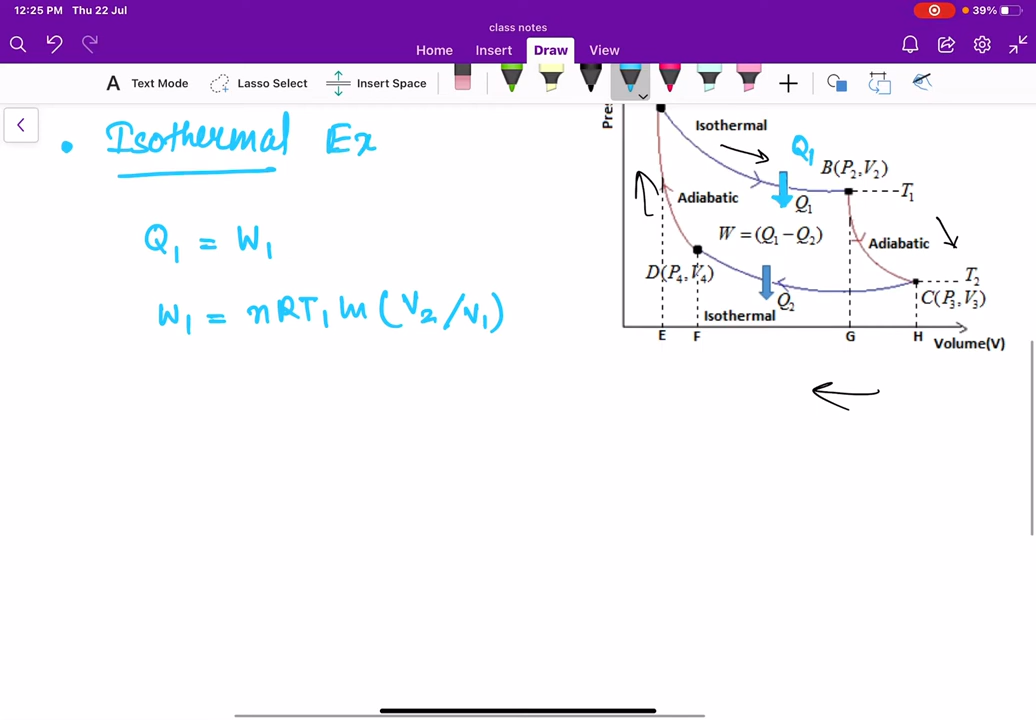 12:25 PM Thu 22 Jul
39%
class notes
Home Insert Draw View
A Text Mode Lasso Select Insert Space
• Isothermal Ex
Q₁ = W₁
W₁ = nRT₁ ln (V₂/V₁)
Pres
Isothermal
Q₁
B(P₂,V₂)
T₁
Adiabatic
Q₁
W = (Q₁ − Q₂)
Adiabatic
D(P₄,V₄)
T₂
Q₂
C(P₃,V₃)
Isothermal
E F G H
Volume(V)